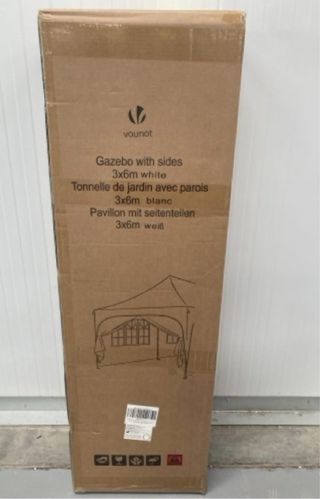 vounot
Gazebo with sides
3x6m white
Tonnelle de jardin avec parois
3x6m blanc
Pavillon mit seitenteilen
3x6m weiß